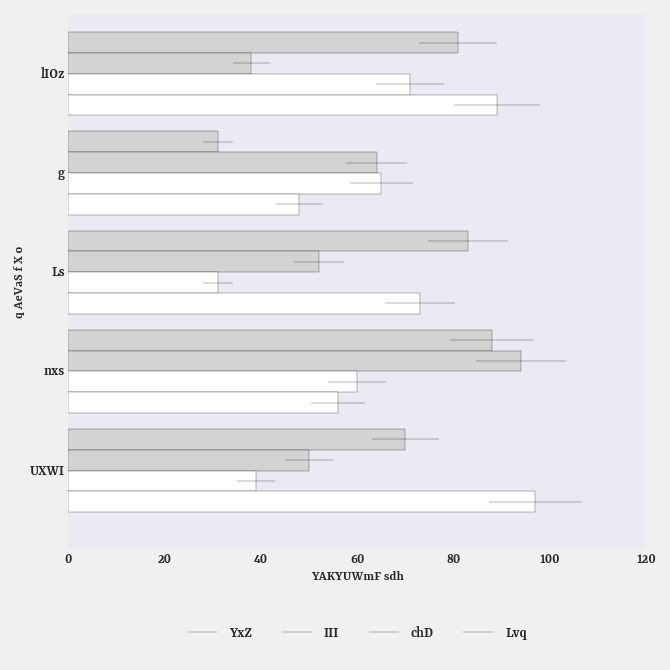 lIOz
g
Ls
nxs
UXWI
q AeVaS f X o
0 20 40 60 80 100 120
YAKYUWmF sdh
YxZ III chD Lvq